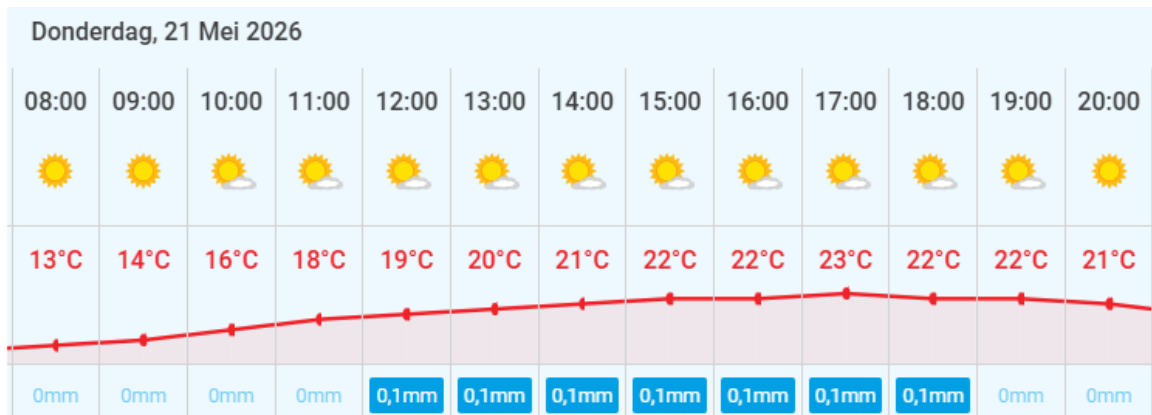 Donderdag, 21 Mei 2026
08:00 09:00 10:00 11:00 12:00 13:00 14:00 15:00 16:00 17:00 18:00 19:00 20:00
13°C 14°C 16°C 18°C 19°C 20°C 21°C 22°C 22°C 23°C 22°C 22°C 21°C
0mm 0mm 0mm 0mm 0,1mm 0,1mm 0,1mm 0,1mm 0,1mm 0,1mm 0,1mm 0mm 0mm